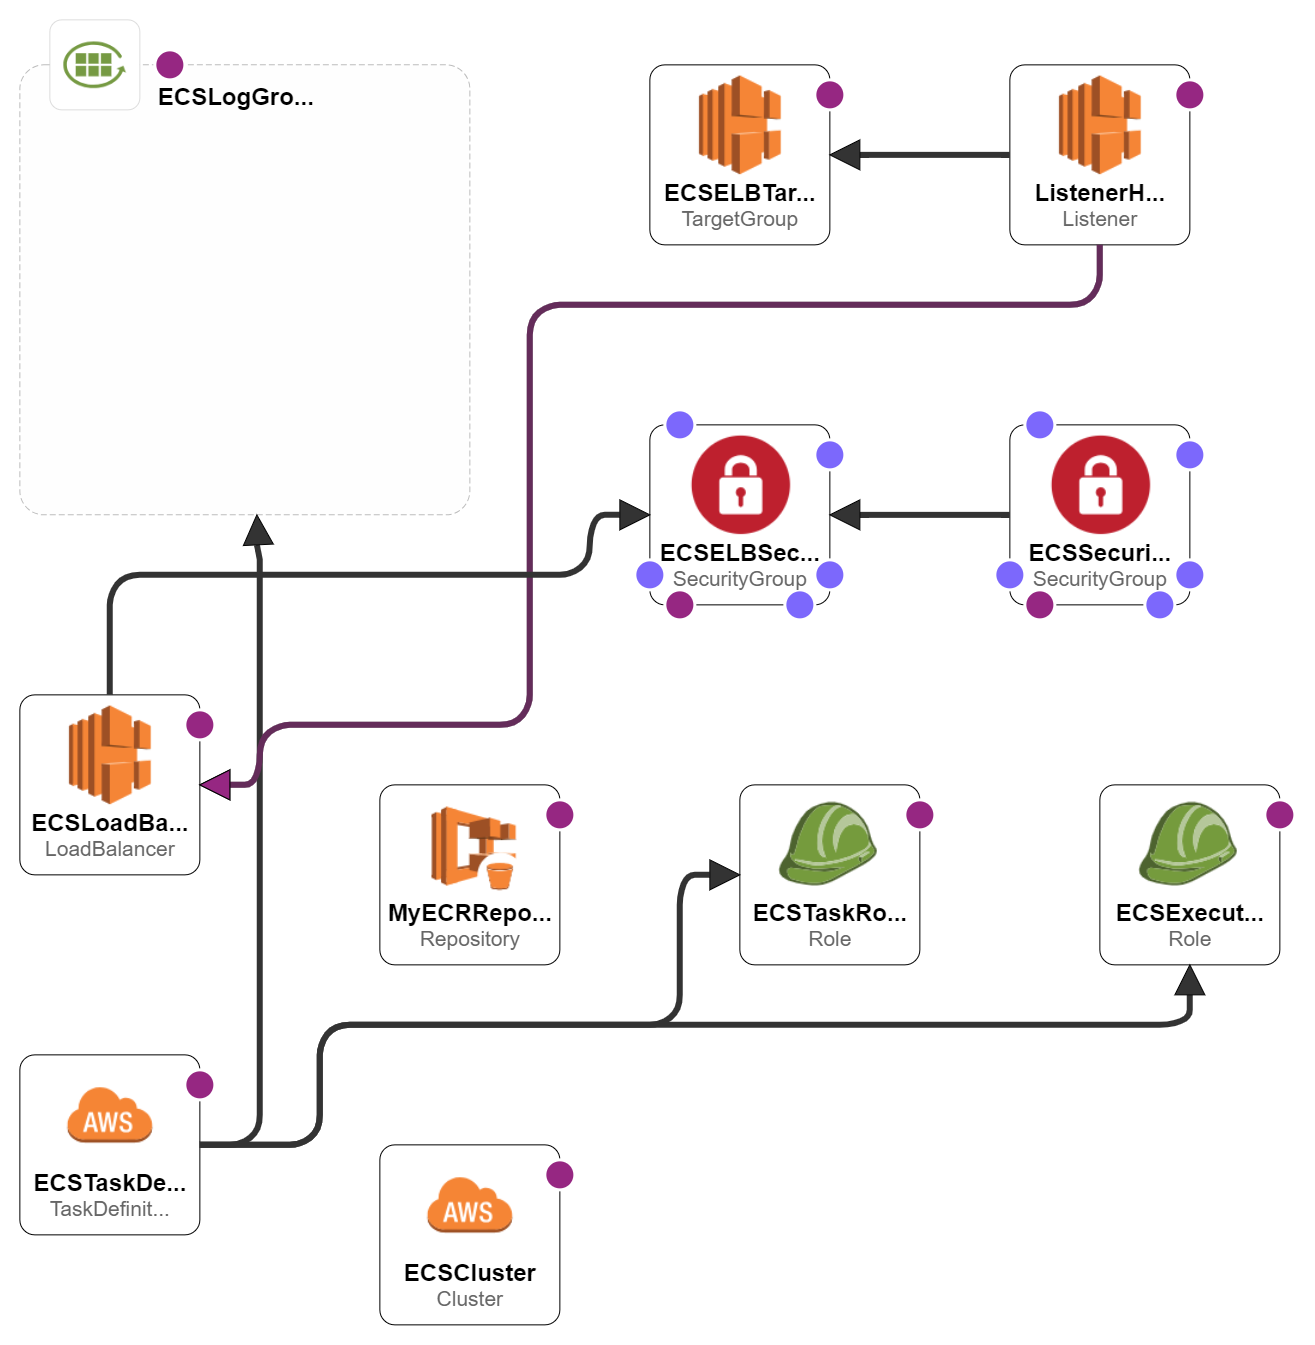 ECSLogGro...
ECSELBTar...
TargetGroup
ListenerH...
Listener
ECSELBSec...
SecurityGroup
ECSSecuri...
SecurityGroup
ECSLoadBa...
LoadBalancer
MyECRRepo...
Repository
ECSTaskRo...
Role
ECSExecut...
Role
AWS
ECSTaskDe...
TaskDefinit...
AWS
ECSCluster
Cluster